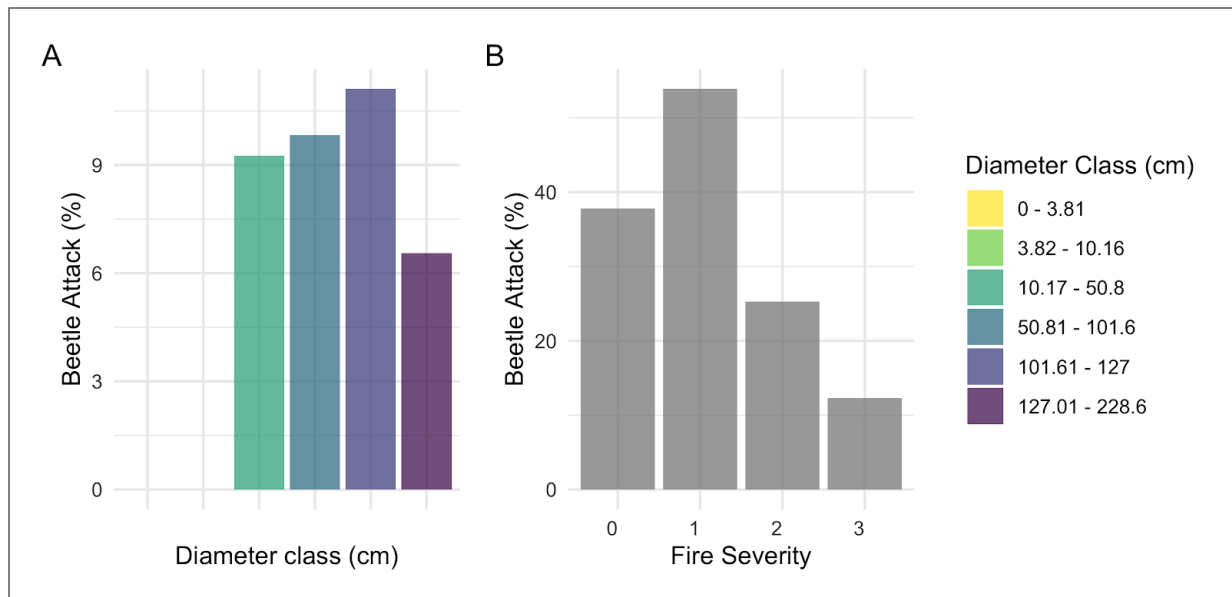 A
Beetle Attack (%)
9
6
3
0
Diameter class (cm)
B
Beetle Attack (%)
40
20
0
0 1 2 3
Fire Severity
Diameter Class (cm)
0 - 3.81
3.82 - 10.16
10.17 - 50.8
50.81 - 101.6
101.61 - 127
127.01 - 228.6